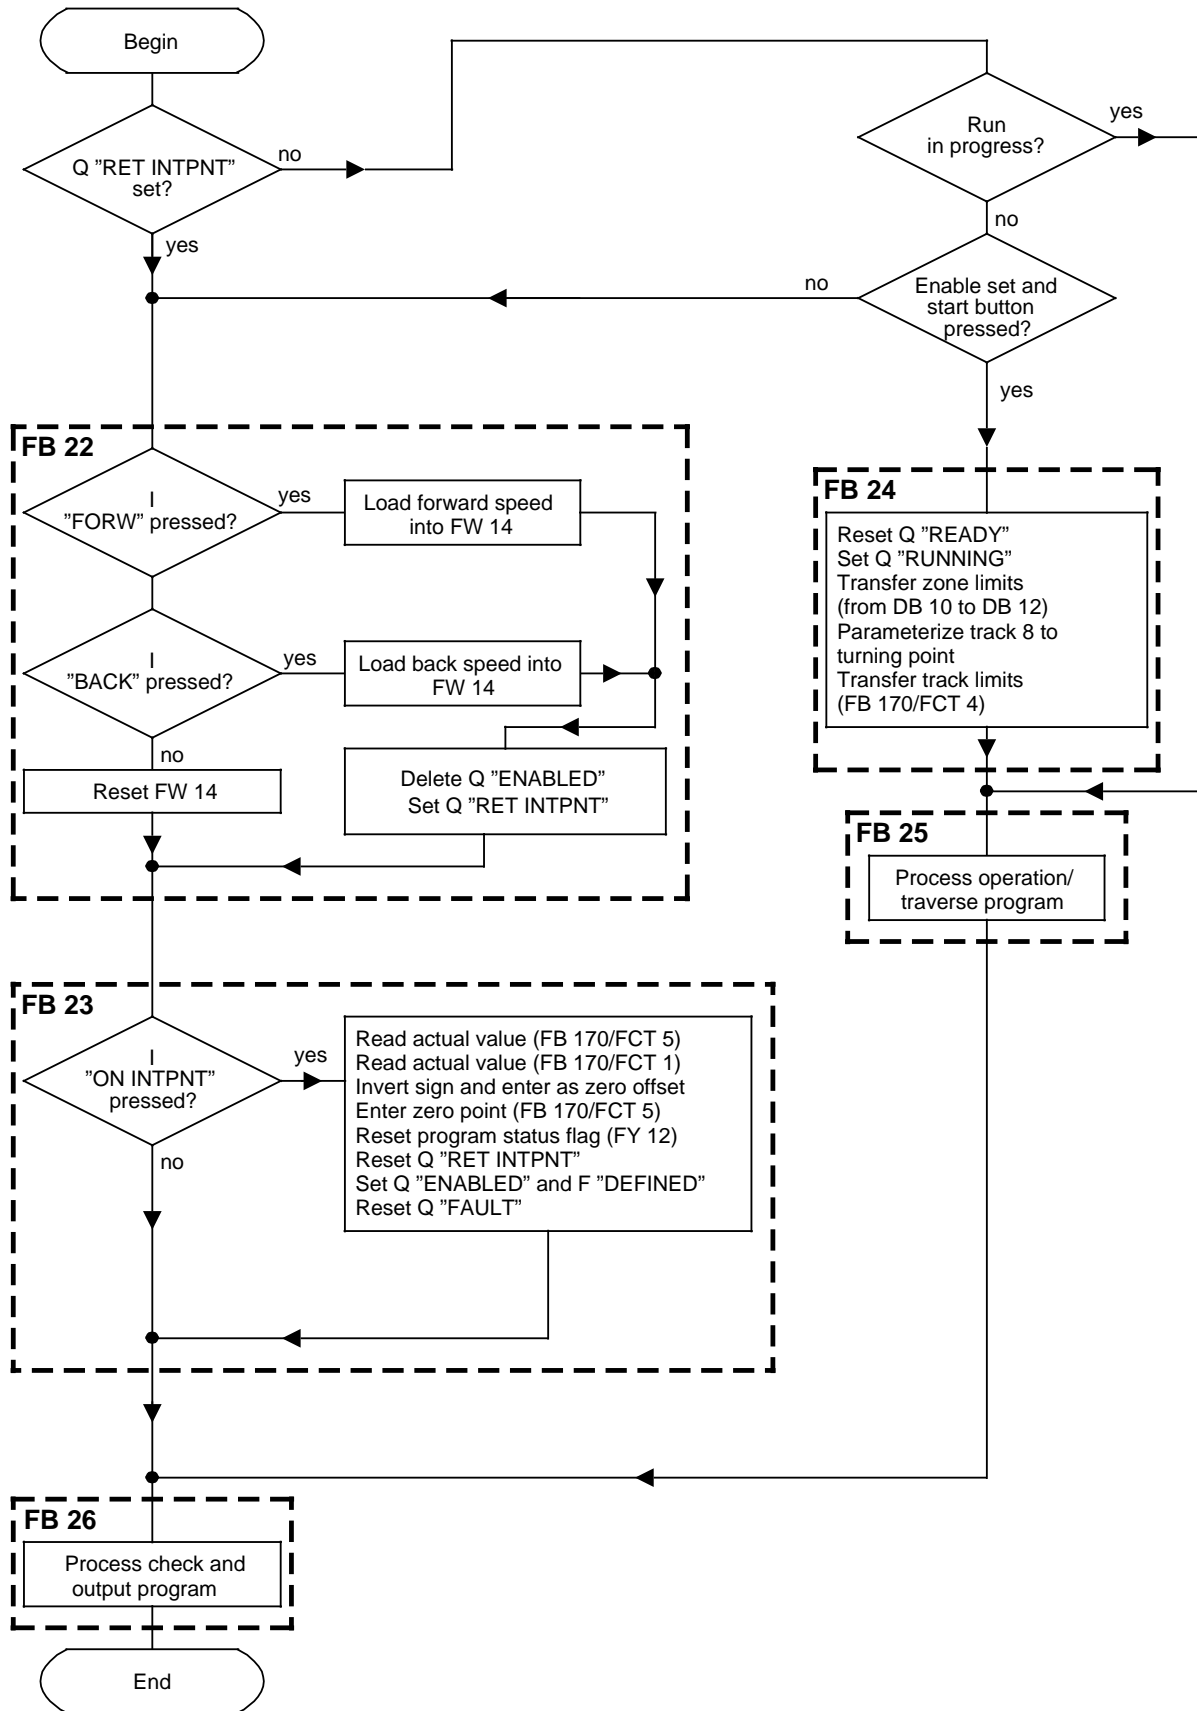 Begin
Q ”RET INTPNT”
set?
no
yes
Run
in progress?
yes
no
Enable set and
start button
pressed?
no
yes
FB 22
I
”FORW” pressed?
yes
Load forward speed
into FW 14
I
”BACK” pressed?
yes
Load back speed into
FW 14
no
Reset FW 14
Delete Q ”ENABLED”
Set Q ”RET INTPNT”
FB 24
Reset Q ”READY”
Set Q ”RUNNING”
Transfer zone limits
(from DB 10 to DB 12)
Parameterize track 8 to
turning point
Transfer track limits
(FB 170/FCT 4)
FB 25
Process operation/
traverse program
FB 23
I
”ON INTPNT”
pressed?
yes
no
Read actual value (FB 170/FCT 5)
Read actual value (FB 170/FCT 1)
Invert sign and enter as zero offset
Enter zero point (FB 170/FCT 5)
Reset program status flag (FY 12)
Reset Q ”RET INTPNT”
Set Q ”ENABLED” and F ”DEFINED”
Reset Q ”FAULT”
FB 26
Process check and
output program
End